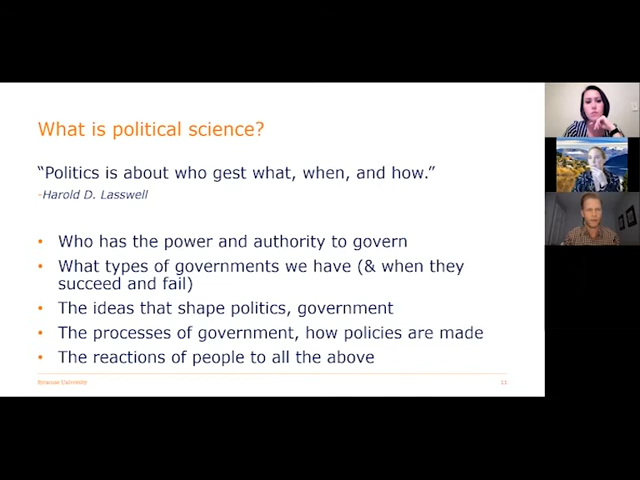 What is political science?
“Politics is about who gest what, when, and how.”
-Harold D. Lasswell
• Who has the power and authority to govern
• What types of governments we have (& when they
succeed and fail)
• The ideas that shape politics, government
• The processes of government, how policies are made
• The reactions of people to all the above
Syracuse University